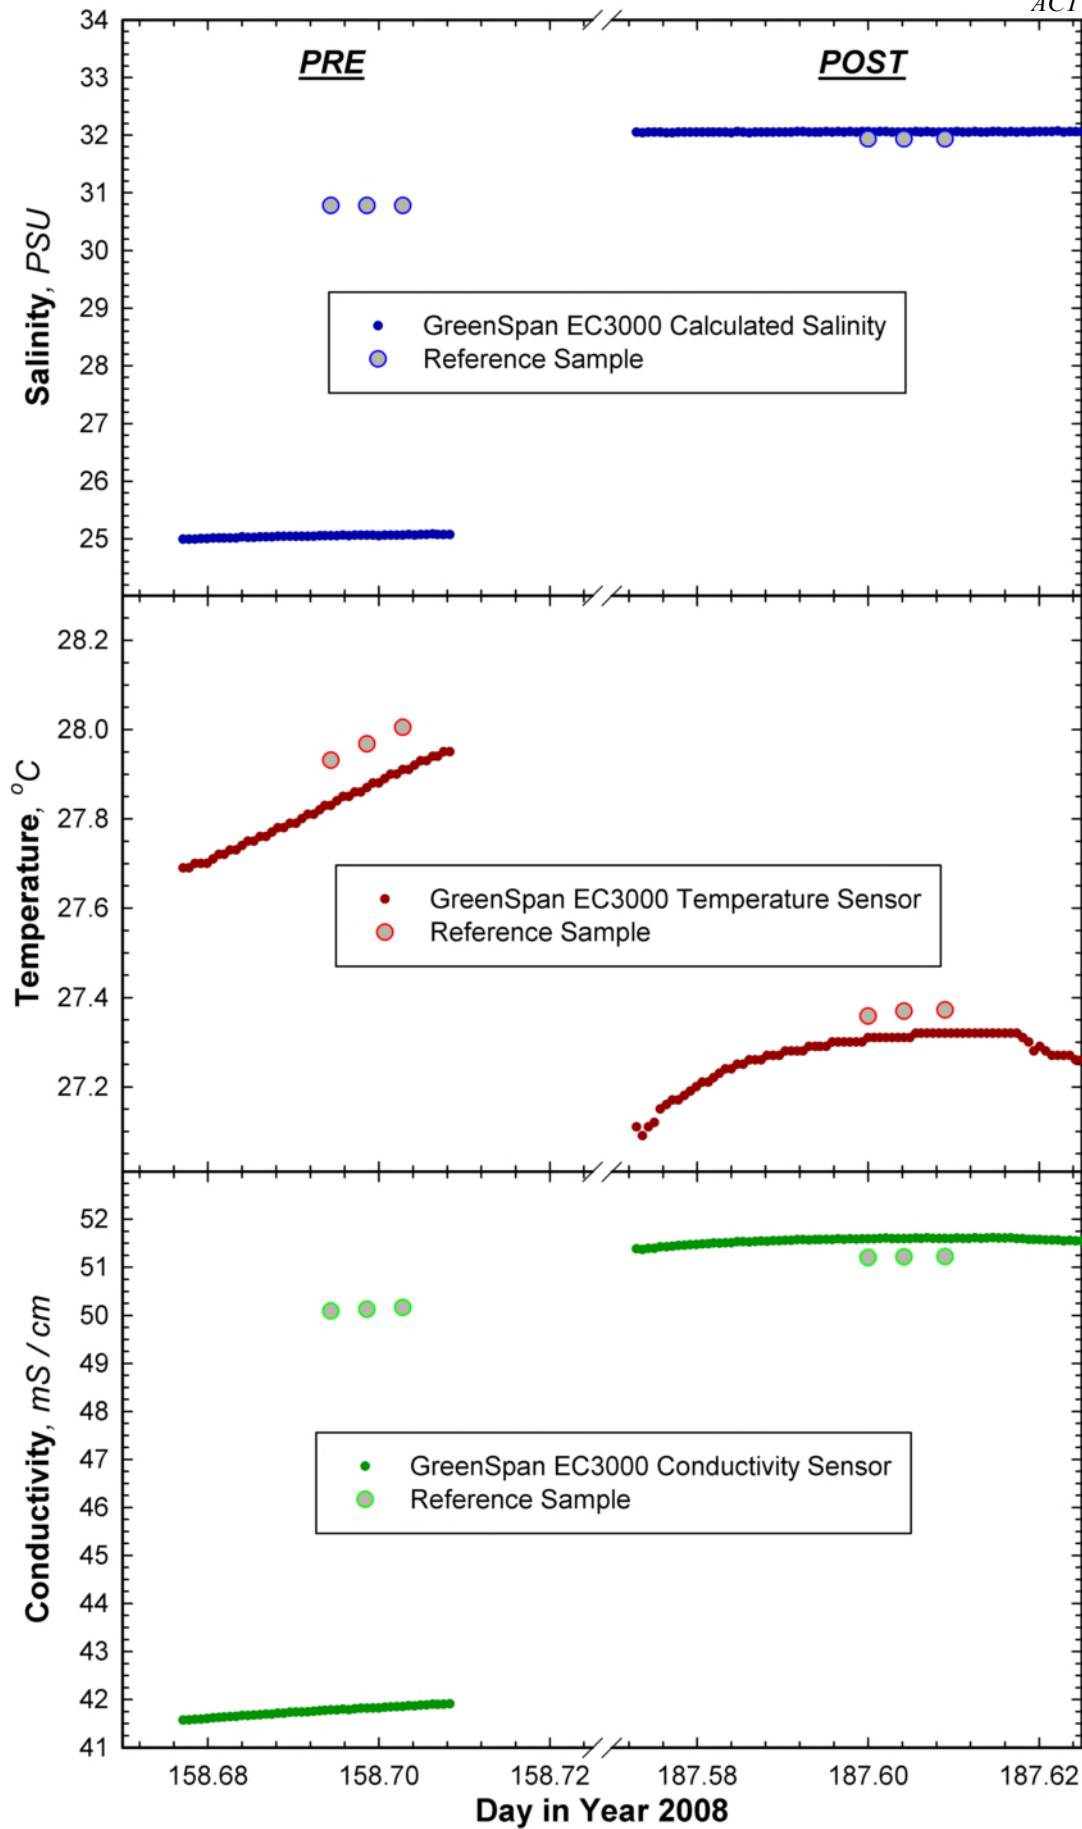 ACT
PRE
POST
34
33
32
31
30
29
28
27
26
25
Salinity, PSU
GreenSpan EC3000 Calculated Salinity
Reference Sample
28.2
28.0
27.8
27.6
27.4
27.2
Temperature, °C
GreenSpan EC3000 Temperature Sensor
Reference Sample
52
51
50
49
48
47
46
45
44
43
42
41
Conductivity, mS / cm
GreenSpan EC3000 Conductivity Sensor
Reference Sample
158.68 158.70 158.72 187.58 187.60 187.62
Day in Year 2008